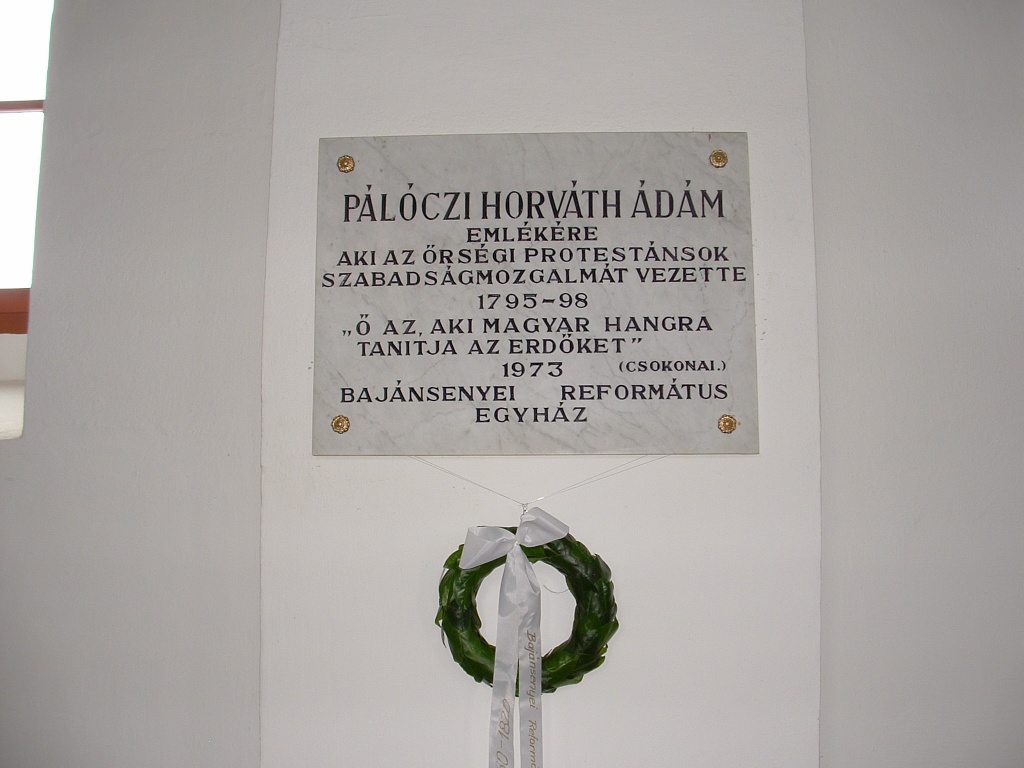 PÁLÓCZI HORVÁTH ÁDÁM
EMLÉKÉRE
AKI AZ ŐRSÉGI PROTESTÁNSOK
SZABADSÁGMOZGALMÁT VEZETTE
1795-98
„Ő AZ, AKI MAGYAR HANGRA
TANITJA AZ ERDŐKET”
1973 (CSOKONAI.)
BAJÁNSENYEI REFORMÁTUS
EGYHÁZ
Bajánsenyei